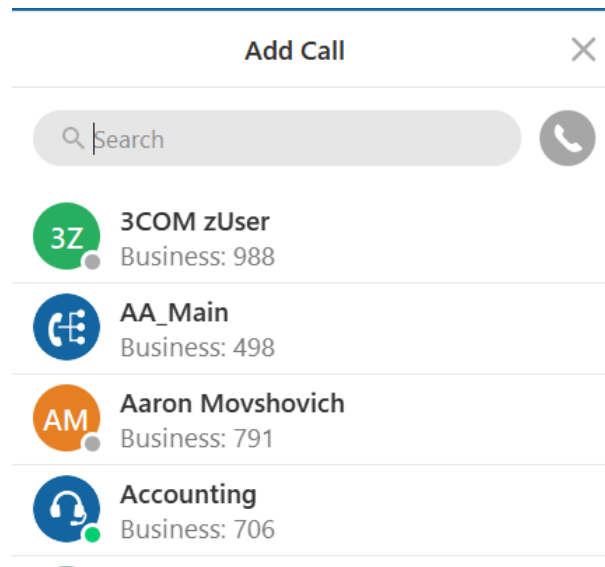 Add Call
Search
3Z
3COM zUser
Business: 988
AA_Main
Business: 498
AM
Aaron Movshovich
Business: 791
Accounting
Business: 706